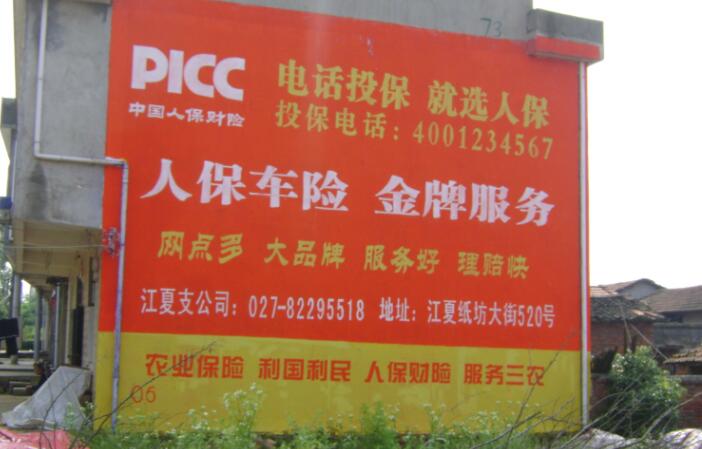 73
PICC
中国人保财险
电话投保 就选人保
投保电话：4001234567
人保车险 金牌服务
网点多 大品牌 服务好 理赔快
江夏支公司：027-82295518 地址：江夏纸坊大街520号
农业保险 利国利民 人保财险 服务三农
06